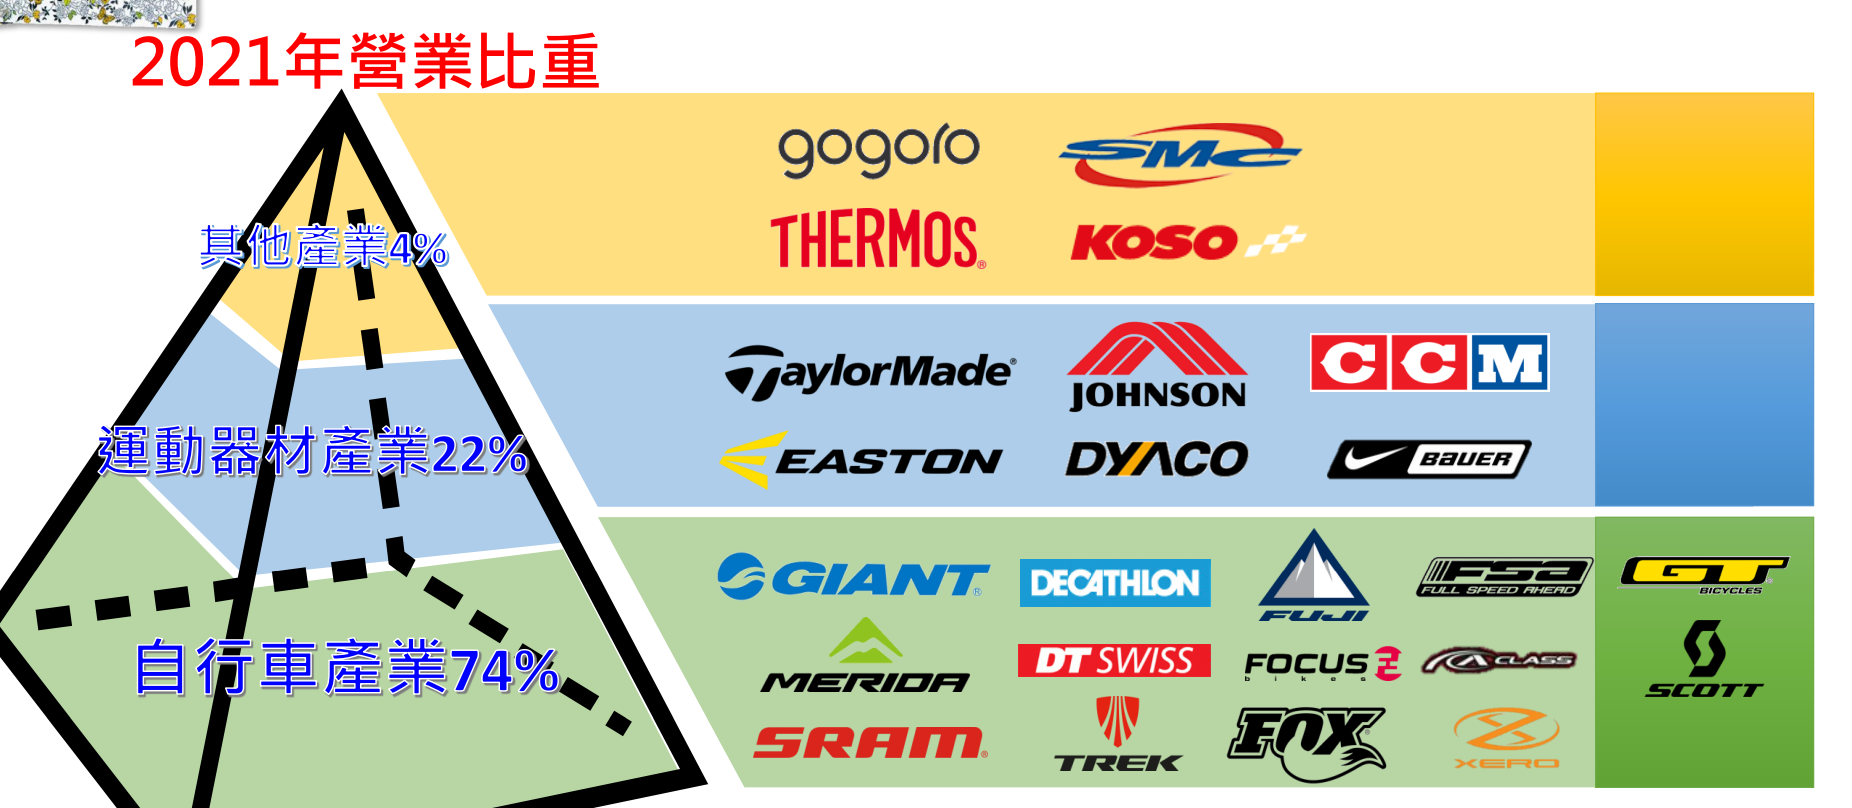 2021年營業比重
gogoro
SMC
THERMOS®
KOSO
其他產業4%
TaylorMade®
JOHNSON
CCM
EASTON
DYACO
BAUER
運動器材產業22%
GIANT®
DECATHLON
FUJI
FSA
FULL SPEED AHEAD
GT®
BICYCLES
MERIDA
DT SWISS
FOCUS
bikes
A CLASS
SCOTT
自行車產業74%
SRAM®
TREK
FOX
XERO